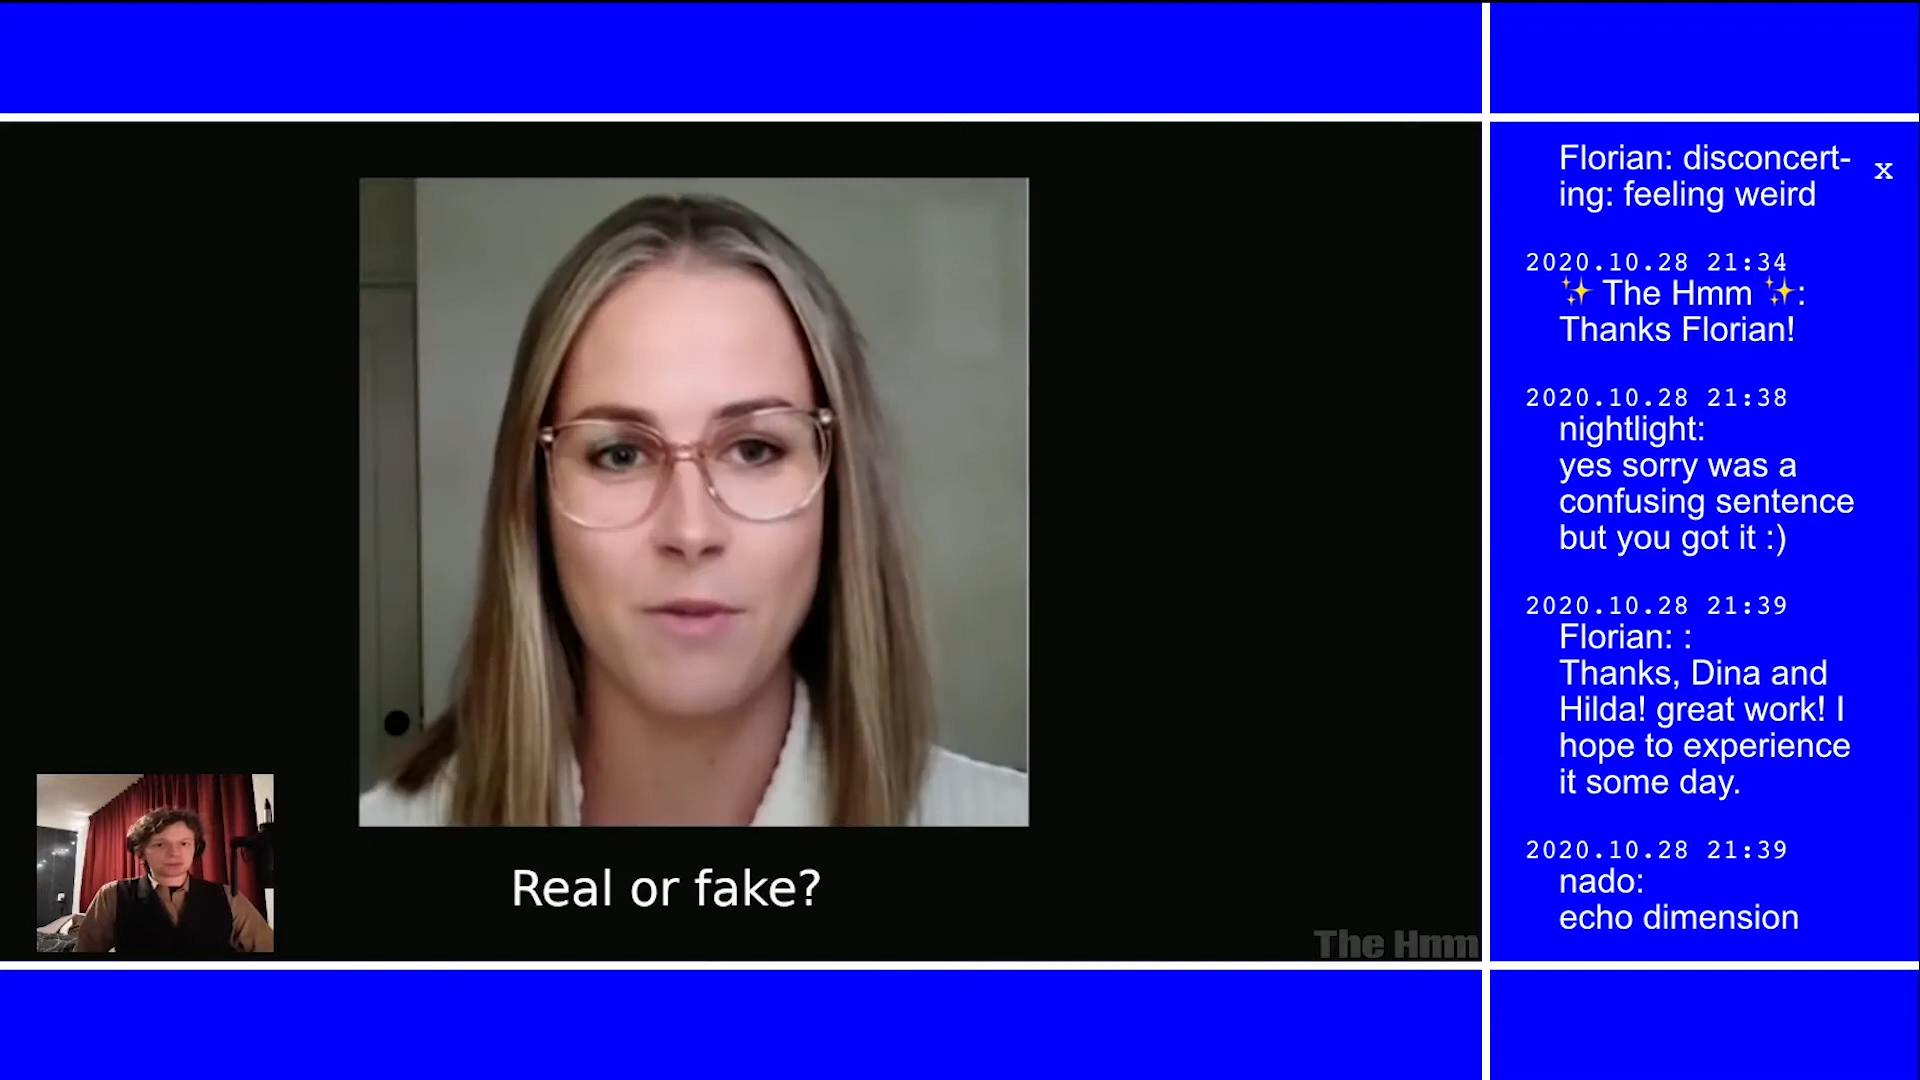 Real or fake?
The Hmm
Florian: disconcert-
ing: feeling weird
x
2020.10.28 21:34
✨ The Hmm ✨:
Thanks Florian!
2020.10.28 21:38
nightlight:
yes sorry was a
confusing sentence
but you got it :)
2020.10.28 21:39
Florian: :
Thanks, Dina and
Hilda! great work! I
hope to experience
it some day.
2020.10.28 21:39
nado:
echo dimension